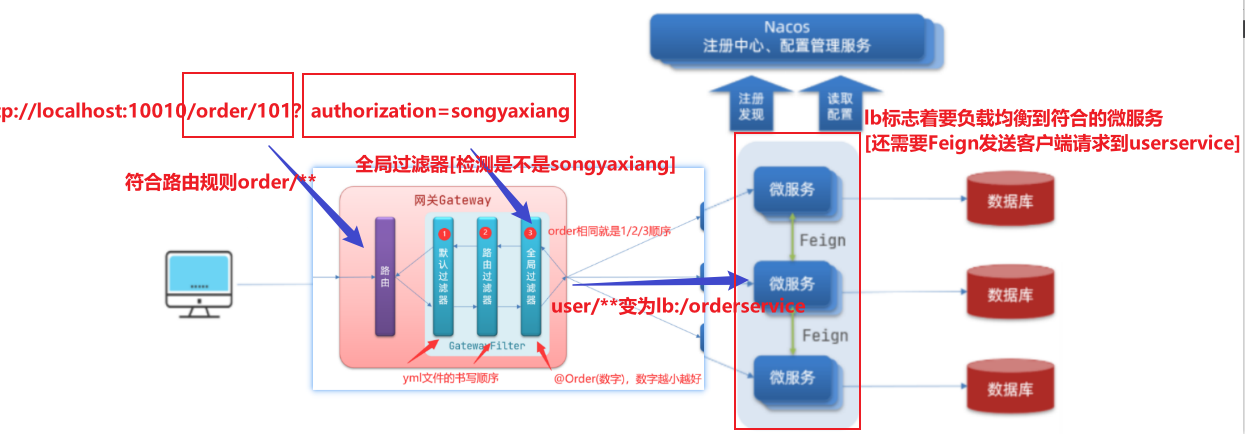 Nacos
注册中心、配置管理服务
注册
发现
读取
配置
tp://localhost:10010/order/101? authorization=songyaxiang
lb标志着要负载均衡到符合的微服务
[还需要Feign发送客户端请求到userservice]
全局过滤器[检测是不是songyaxiang]
符合路由规则order/**
网关Gateway
路由
1
默认过滤器
2
路由过滤器
3
全局过滤器
GatewayFilter
order相同就是1/2/3顺序
user/**变为lb:/orderservice
yml文件的书写顺序
@Order(数字)，数字越小越好
微服务
Feign
微服务
Feign
微服务
数据库
数据库
数据库